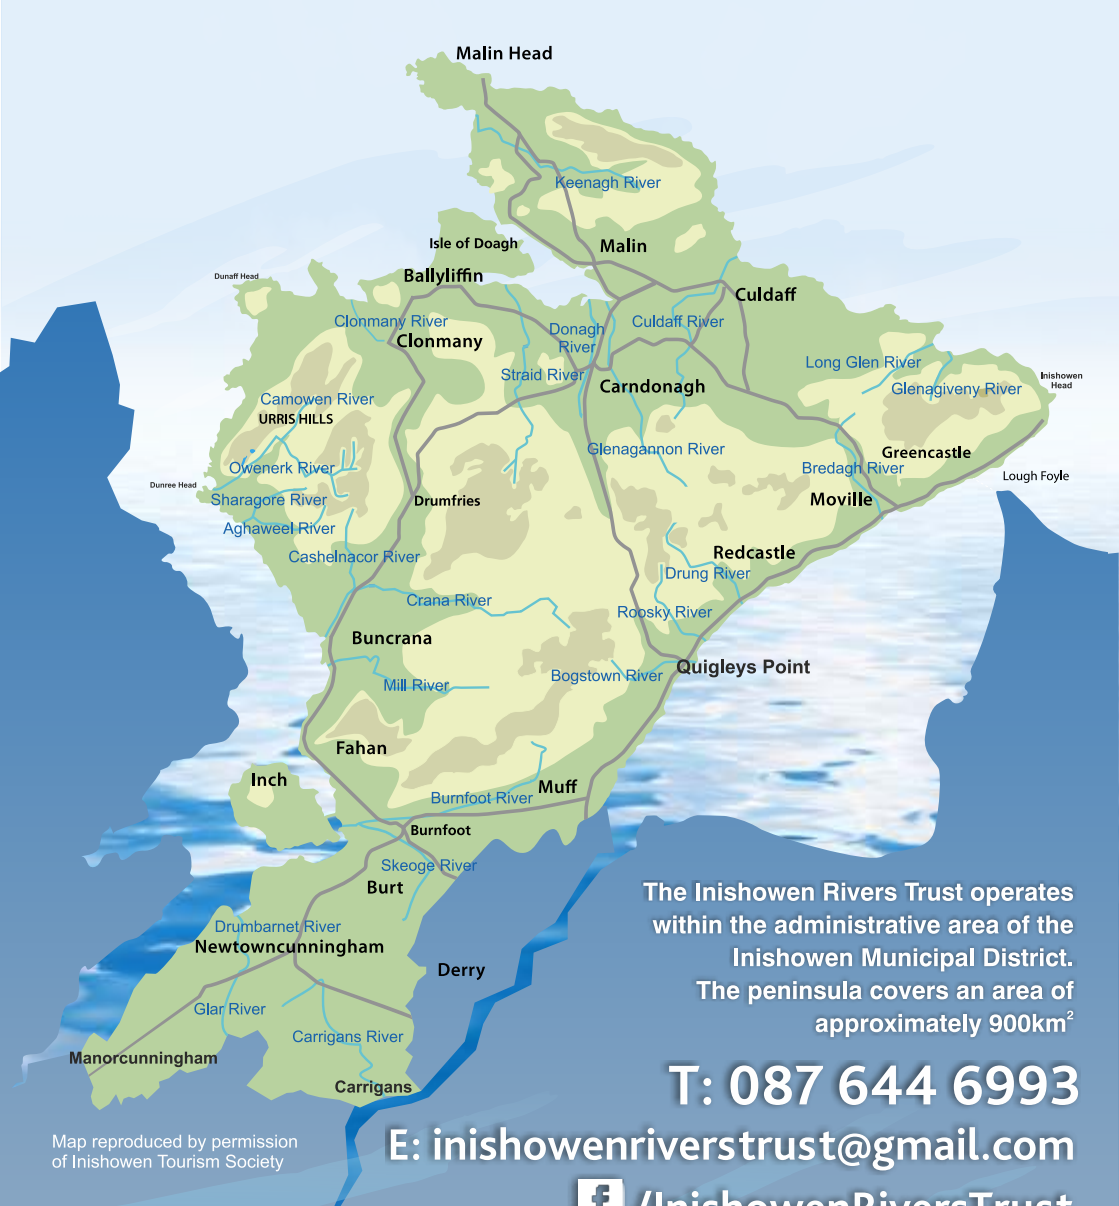 Malin Head
Keenagh River
Isle of Doagh
Malin
Dunaff Head
Ballyliffin
Culdaff
Clonmany River
Donagh
River
Culdaff River
Clonmany
Long Glen River
Straid River
Inishowen
Head
Carndonagh
Glenagiveny River
Camowen River
URRIS HILLS
Glenagannon River
Greencastle
Owenerk River
Bredagh River
Lough Foyle
Dunree Head
Sharagore River
Drumfries
Moville
Aghaweel River
Cashelnacor River
Redcastle
Drung River
Crana River
Roosky River
Buncrana
Quigleys Point
Bogstown River
Mill River
Fahan
Inch
Muff
Burnfoot River
Burnfoot
Skeoge River
Burt
Drumbarnet River
Newtowncunningham
Derry
Glar River
Carrigans River
Manorcunningham
Carrigans
The Inishowen Rivers Trust operates
within the administrative area of the
Inishowen Municipal District.
The peninsula covers an area of
approximately 900km²
T: 087 644 6993
E: inishowenriverstrust@gmail.com
Map reproduced by permission
of Inishowen Tourism Society
f /InishowenRiversTrust